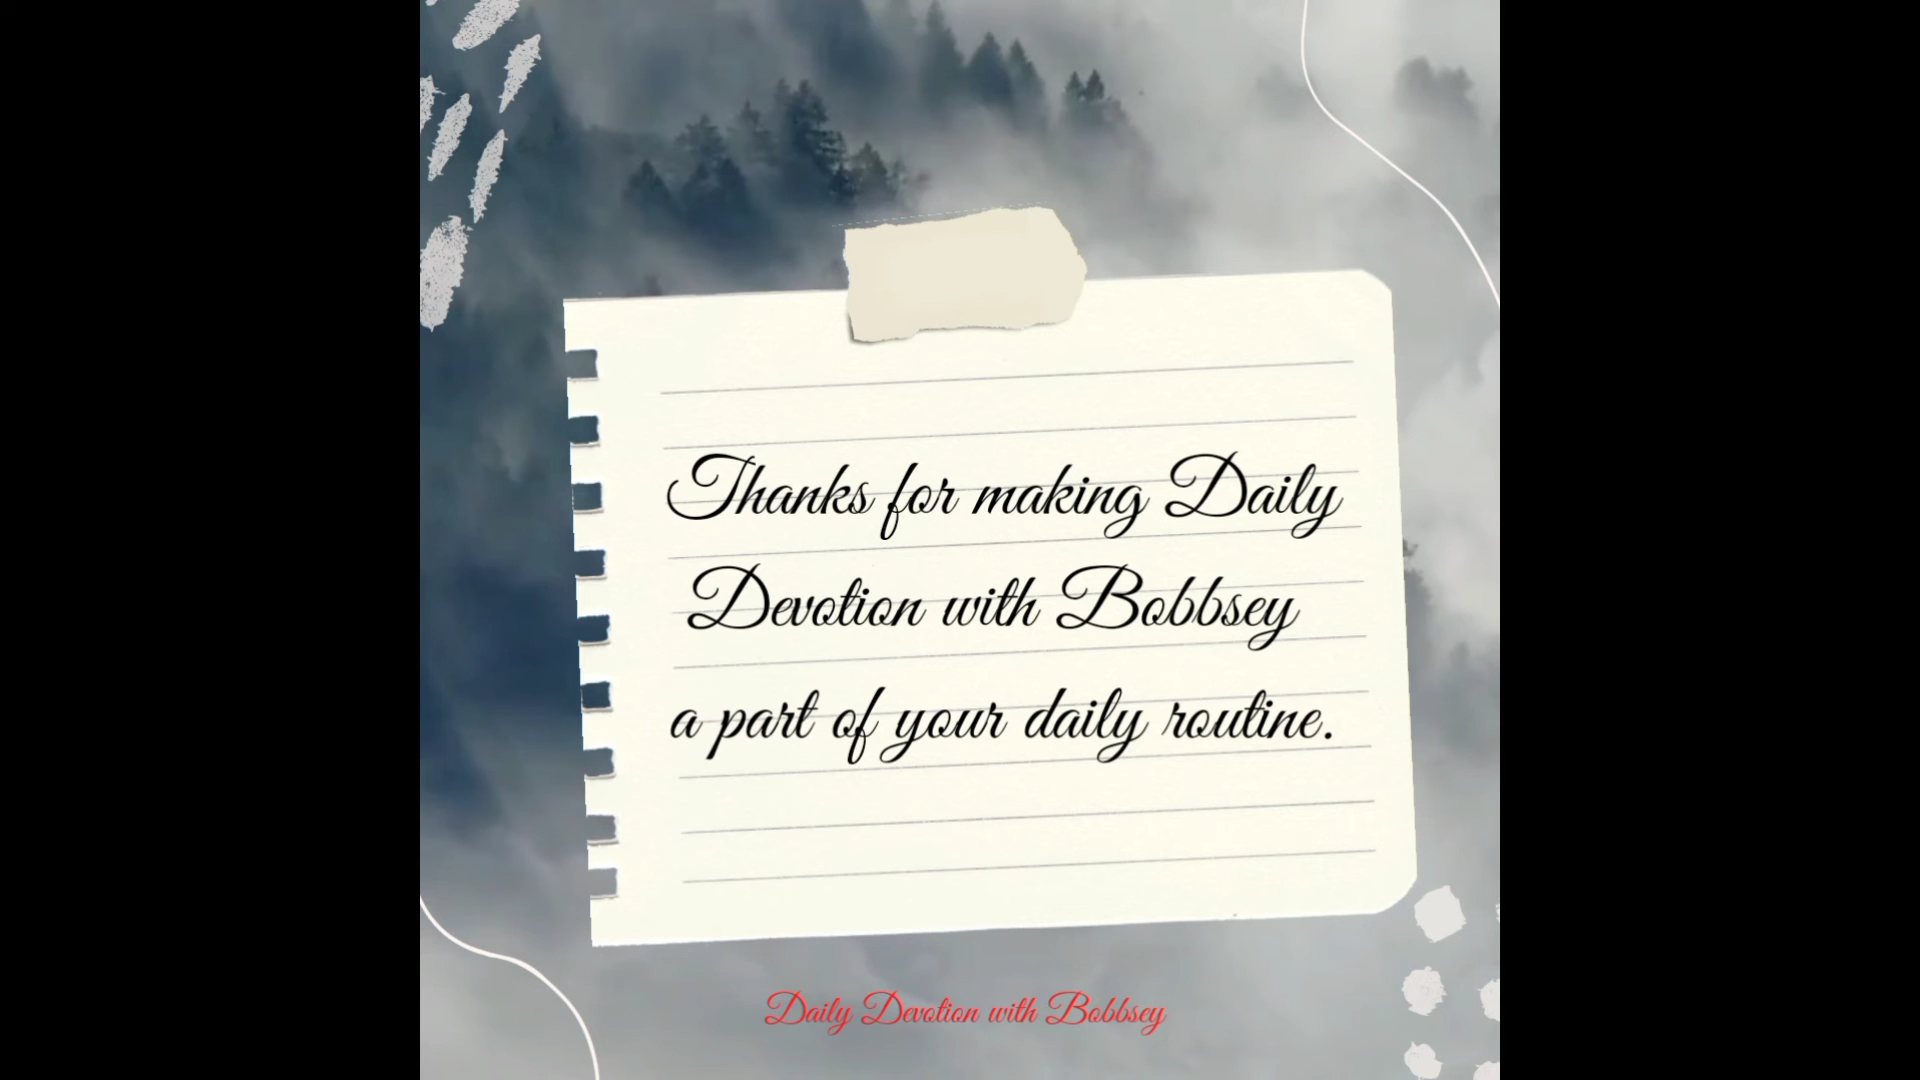 Thanks for making Daily
Devotion with Bobbsey
a part of your daily routine.
Daily Devotion with Bobbsey